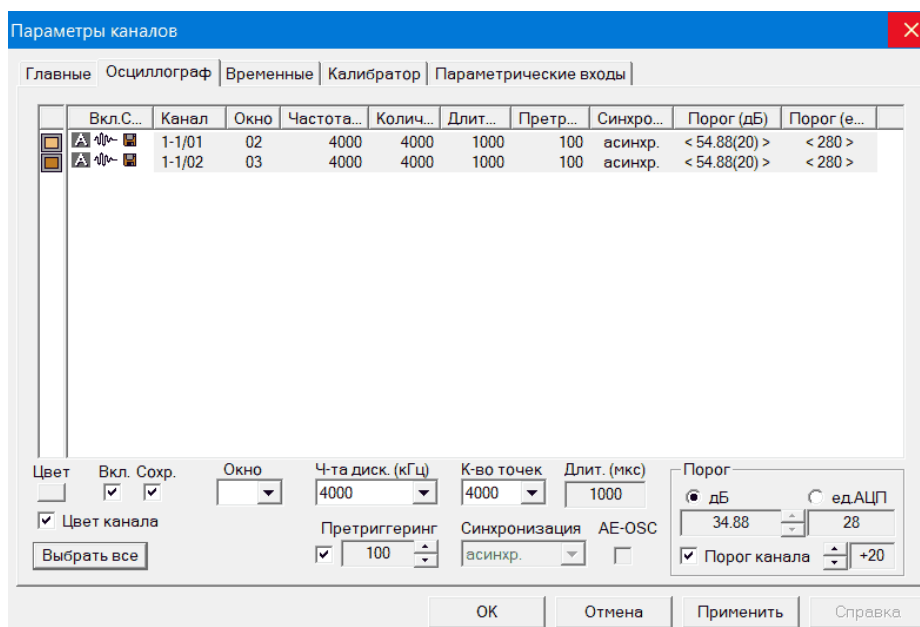 Параметры каналов
Главные Осциллограф Временные Калибратор Параметрические входы
Вкл.С... Канал Окно Частота... Колич... Длит... Претр... Синхро... Порог (дБ) Порог (е...
A 1-1/01 02 4000 4000 1000 100 асинхр. < 54.88(20) > < 280 >
A 1-1/02 03 4000 4000 1000 100 асинхр. < 54.88(20) > < 280 >
Цвет Вкл. Сохр. Окно Ч-та диск. (кГц) К-во точек Длит. (мкс) Порог
4000 4000 1000 дБ ед.АЦП
Цвет канала Претриггеринг Синхронизация AE-OSC 34.88 28
Выбрать все 100 асинхр. Порог канала +20
OK Отмена Применить Справка